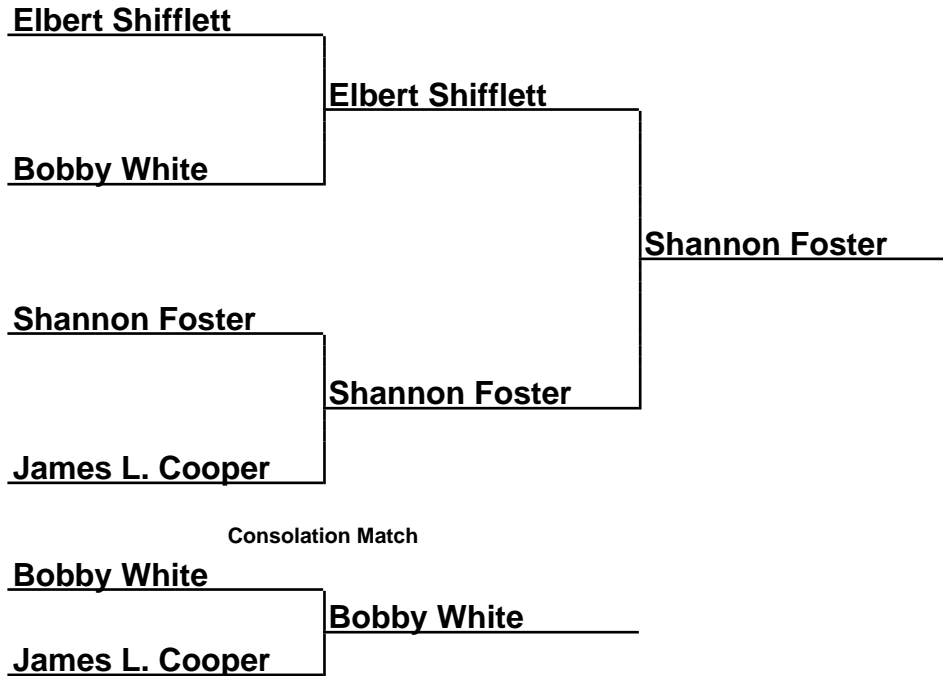 Elbert Shifflett
Elbert Shifflett
Bobby White
Shannon Foster
Shannon Foster
Shannon Foster
James L. Cooper
Consolation Match
Bobby White
Bobby White
James L. Cooper